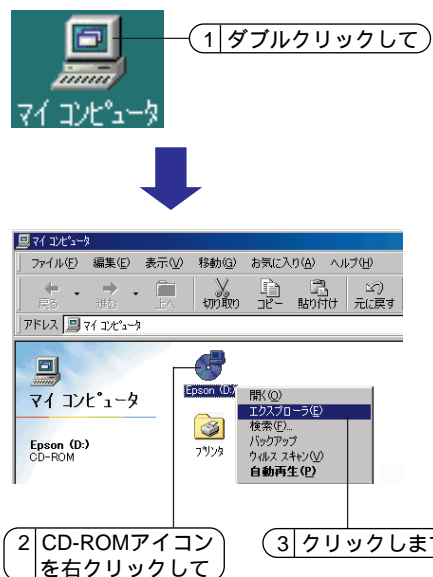 1 ダブルクリックして
マイ コンピュータ
マイ コンピュータ
ファイル(F) 編集(E) 表示(V) 移動(G) お気に入り(A) ヘルプ(H)
戻る 進む 上へ 切り取り コピー 貼り付け 元に戻す
アドレス マイ コンピュータ
マイ コンピュータ
Epson (D:)
CD-ROM
Epson (D:
プリンタ
開く(O)
エクスプローラ(E)
検索(F)...
バックアップ
ウィルス スキャン(V)
自動再生(P)
2 CD-ROMアイコン
を右クリックして
3 クリックします